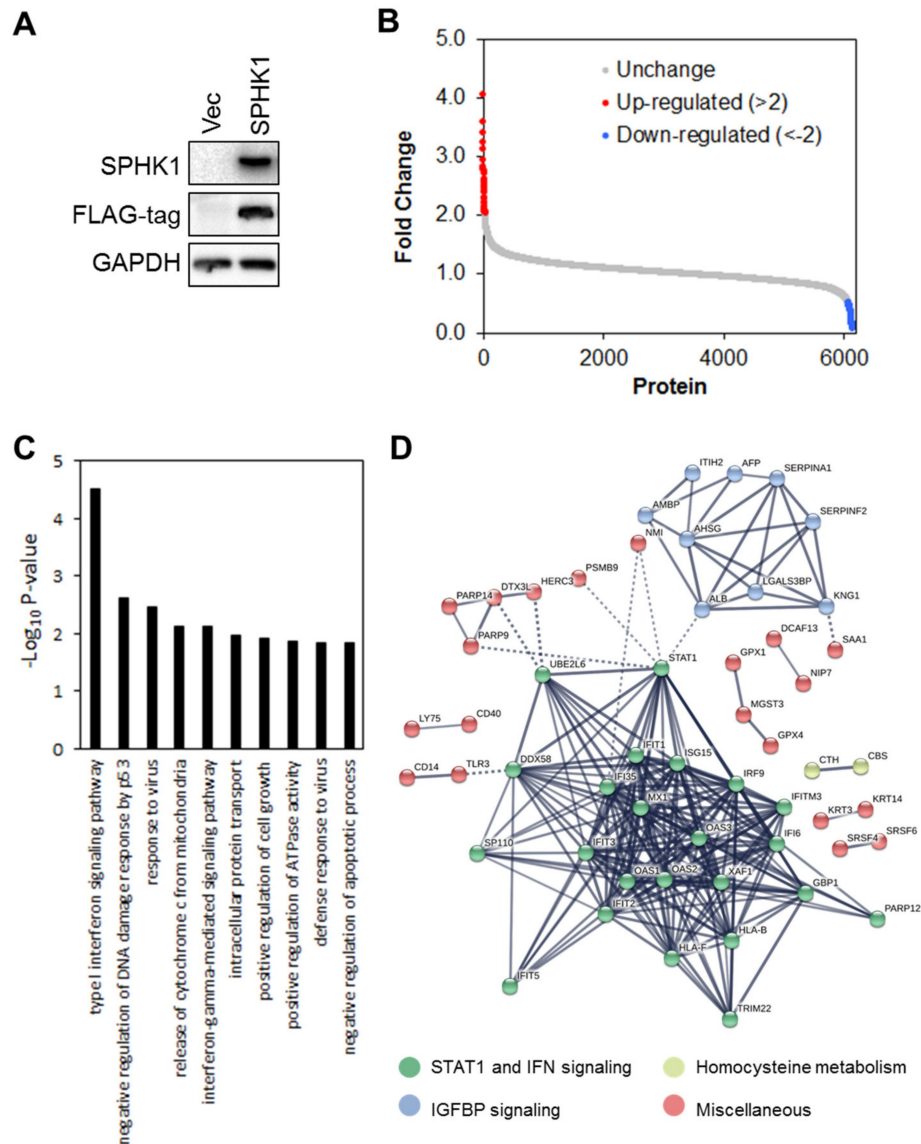 A
Vec
SPHK1
SPHK1
FLAG-tag
GAPDH
B
5.0
4.0
3.0
2.0
1.0
0.0
Fold Change
Unchange
Up-regulated (>2)
Down-regulated (<-2)
0
2000
4000
6000
Protein
C
5
4
3
2
1
0
-Log10 P-value
type I interferon signaling pathway
negative regulation of DNA damage response by p53
response to virus
release of cytochrome c from mitochondria
interferon-gamma-mediated signaling pathway
intracellular protein transport
positive regulation of cell growth
positive regulation of ATPase activity
defense response to virus
negative regulation of apoptotic process
D
ITIH2
AFP
SERPINA1
AMBP
SERPINF2
AHSG
NMI
PSMB9
LGALS3BP
HERC3
DTX3L
PARP14
ALB
KNG1
PARP9
DCAF13
SAA1
GPX1
UBE2L6
STAT1
NIP7
MGST3
LY75
CD40
GPX4
IFIT1
ISG15
CTH
CBS
CD14
TLR3
DDX58
IFI35
IRF9
MX1
IFITM3
KRT3
KRT14
OAS3
SRSF4
SRSF6
SP110
IFIT3
IFI6
OAS1
OAS2
XAF1
GBP1
IFIT2
PARP12
HLA-B
HLA-F
IFIT5
TRIM22
STAT1 and IFN signaling
Homocysteine metabolism
IGFBP signaling
Miscellaneous